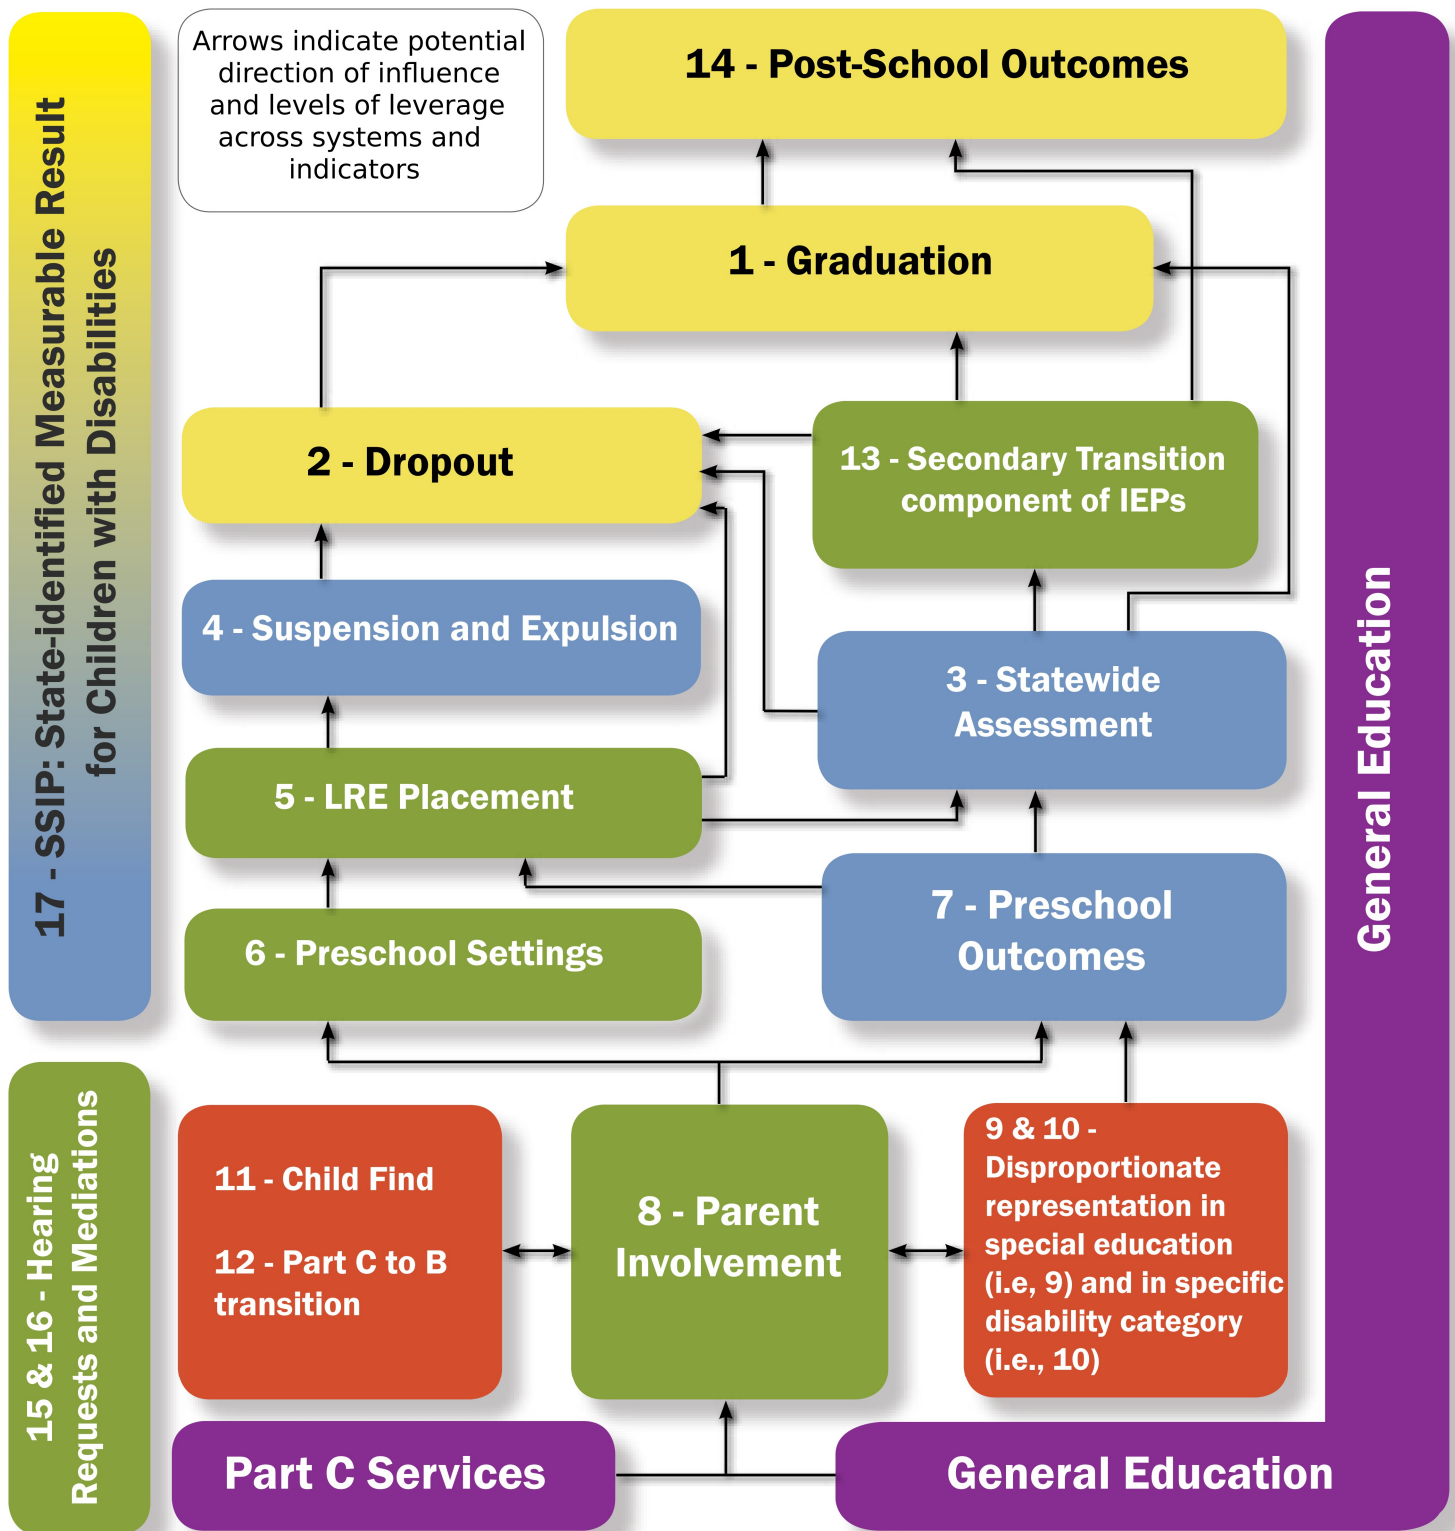 17 - SSIP: State-identified Measurable Result
for Children with Disabilities
Arrows indicate potential
direction of influence
and levels of leverage
across systems and
indicators
14 - Post-School Outcomes
1 - Graduation
2 - Dropout
13 - Secondary Transition
component of IEPs
4 - Suspension and Expulsion
3 - Statewide
Assessment
5 - LRE Placement
7 - Preschool
Outcomes
6 - Preschool Settings
General Education
15 & 16 - Hearing
Requests and Mediations
11 - Child Find
12 - Part C to B
transition
8 - Parent
Involvement
9 & 10 -
Disproportionate
representation in
special education
(i.e, 9) and in specific
disability category
(i.e., 10)
Part C Services
General Education